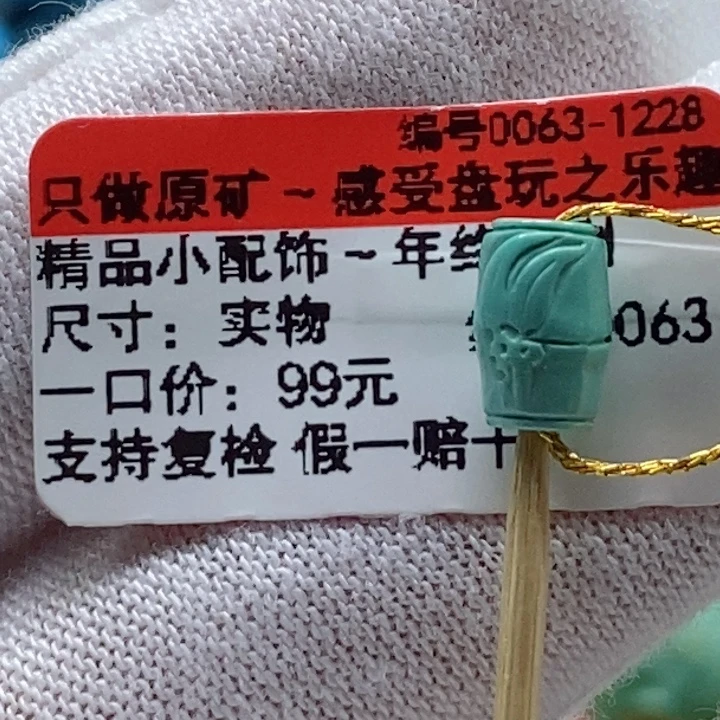 编号0063-1228
只做原矿~感受盘玩之乐趣
精品小配饰~年
尺寸：实物 063
一口价：99元
支持复检 假一赔十